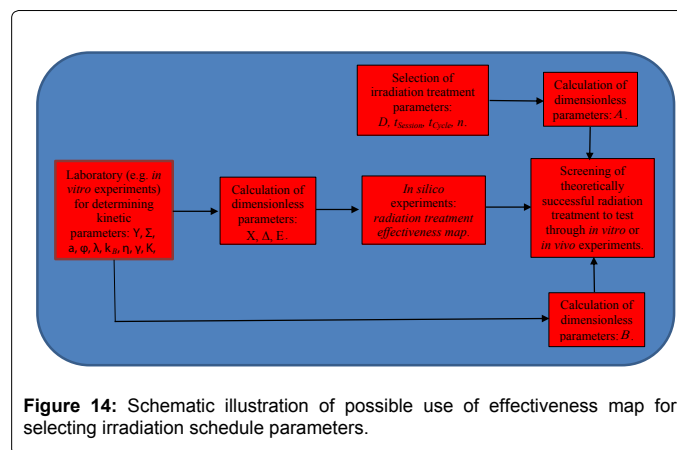 Selection of
irradiation treatment
parameters:
D, tSession, tCycle, n.
Calculation of
dimensionless
parameters: A.
Laboratory (e.g. in
vitro experiments)
for determining
kinetic
parameters: Υ, Σ,
a, φ, λ, kR, η, γ, Κ,
Calculation of
dimensionless
parameters:
X, Λ, E.
In silico
experiments:
radiation treatment
effectiveness map.
Screening of
theoretically
successful radiation
treatment to test
through in vitro or
in vivo experiments.
Calculation of
dimensionless
parameters: B.
Figure 14: Schematic illustration of possible use of effectiveness map for
selecting irradiation schedule parameters.